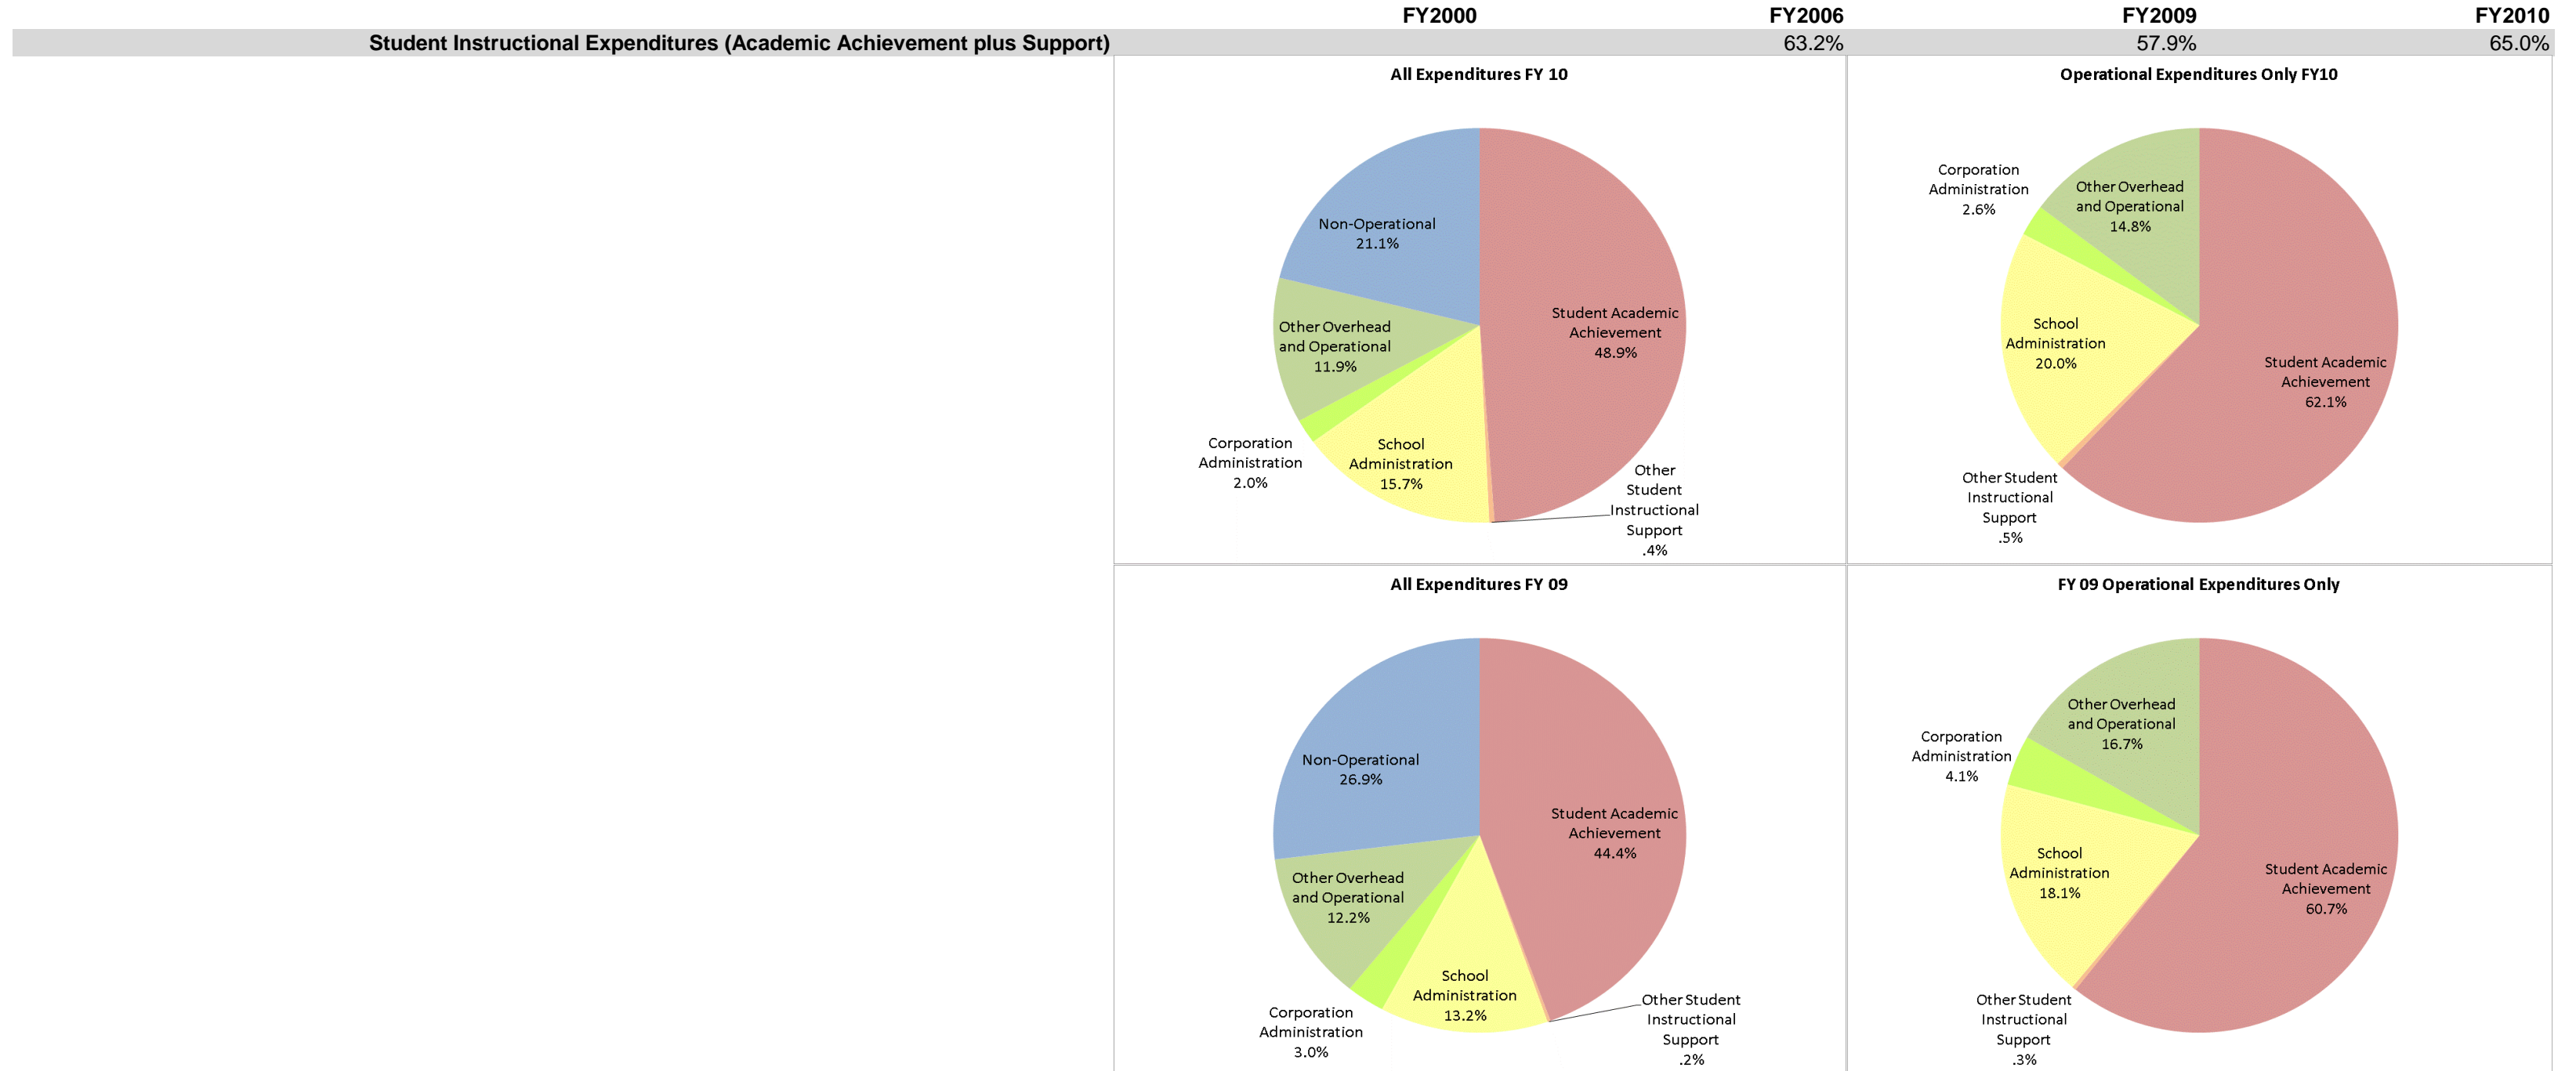 FY2000 FY2006 FY2009 FY2010
Student Instructional Expenditures (Academic Achievement plus Support) 63.2% 57.9% 65.0%
All Expenditures FY 10
Non-Operational
21.1%
Student Academic
Achievement
48.9%
Other Overhead
and Operational
11.9%
Corporation
Administration
2.0%
School
Administration
15.7%
Other
Student
Instructional
Support
.4%
Operational Expenditures Only FY10
Corporation
Administration
2.6%
Other Overhead
and Operational
14.8%
School
Administration
20.0%
Student Academic
Achievement
62.1%
Other Student
Instructional
Support
.5%
All Expenditures FY 09
Non-Operational
26.9%
Student Academic
Achievement
44.4%
Other Overhead
and Operational
12.2%
School
Administration
13.2%
Corporation
Administration
3.0%
Other Student
Instructional
Support
.2%
FY 09 Operational Expenditures Only
Other Overhead
and Operational
16.7%
Corporation
Administration
4.1%
School
Administration
18.1%
Student Academic
Achievement
60.7%
Other Student
Instructional
Support
.3%